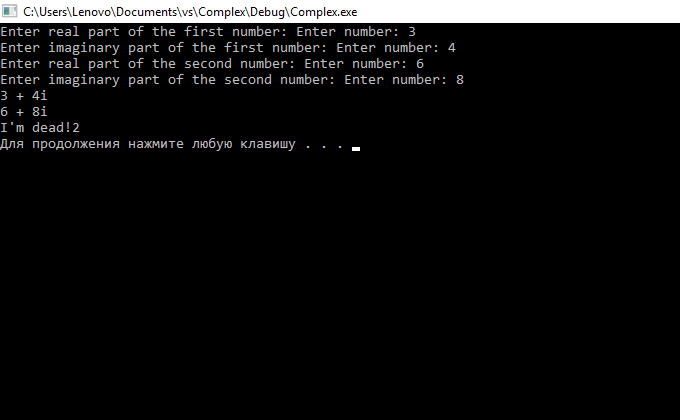 C:\Users\Lenovo\Documents\vs\Complex\Debug\Complex.exe
Enter real part of the first number: Enter number: 3
Enter imaginary part of the first number: Enter number: 4
Enter real part of the second number: Enter number: 6
Enter imaginary part of the second number: Enter number: 8
3 + 4i
6 + 8i
I'm dead!2
Для продолжения нажмите любую клавишу . . .